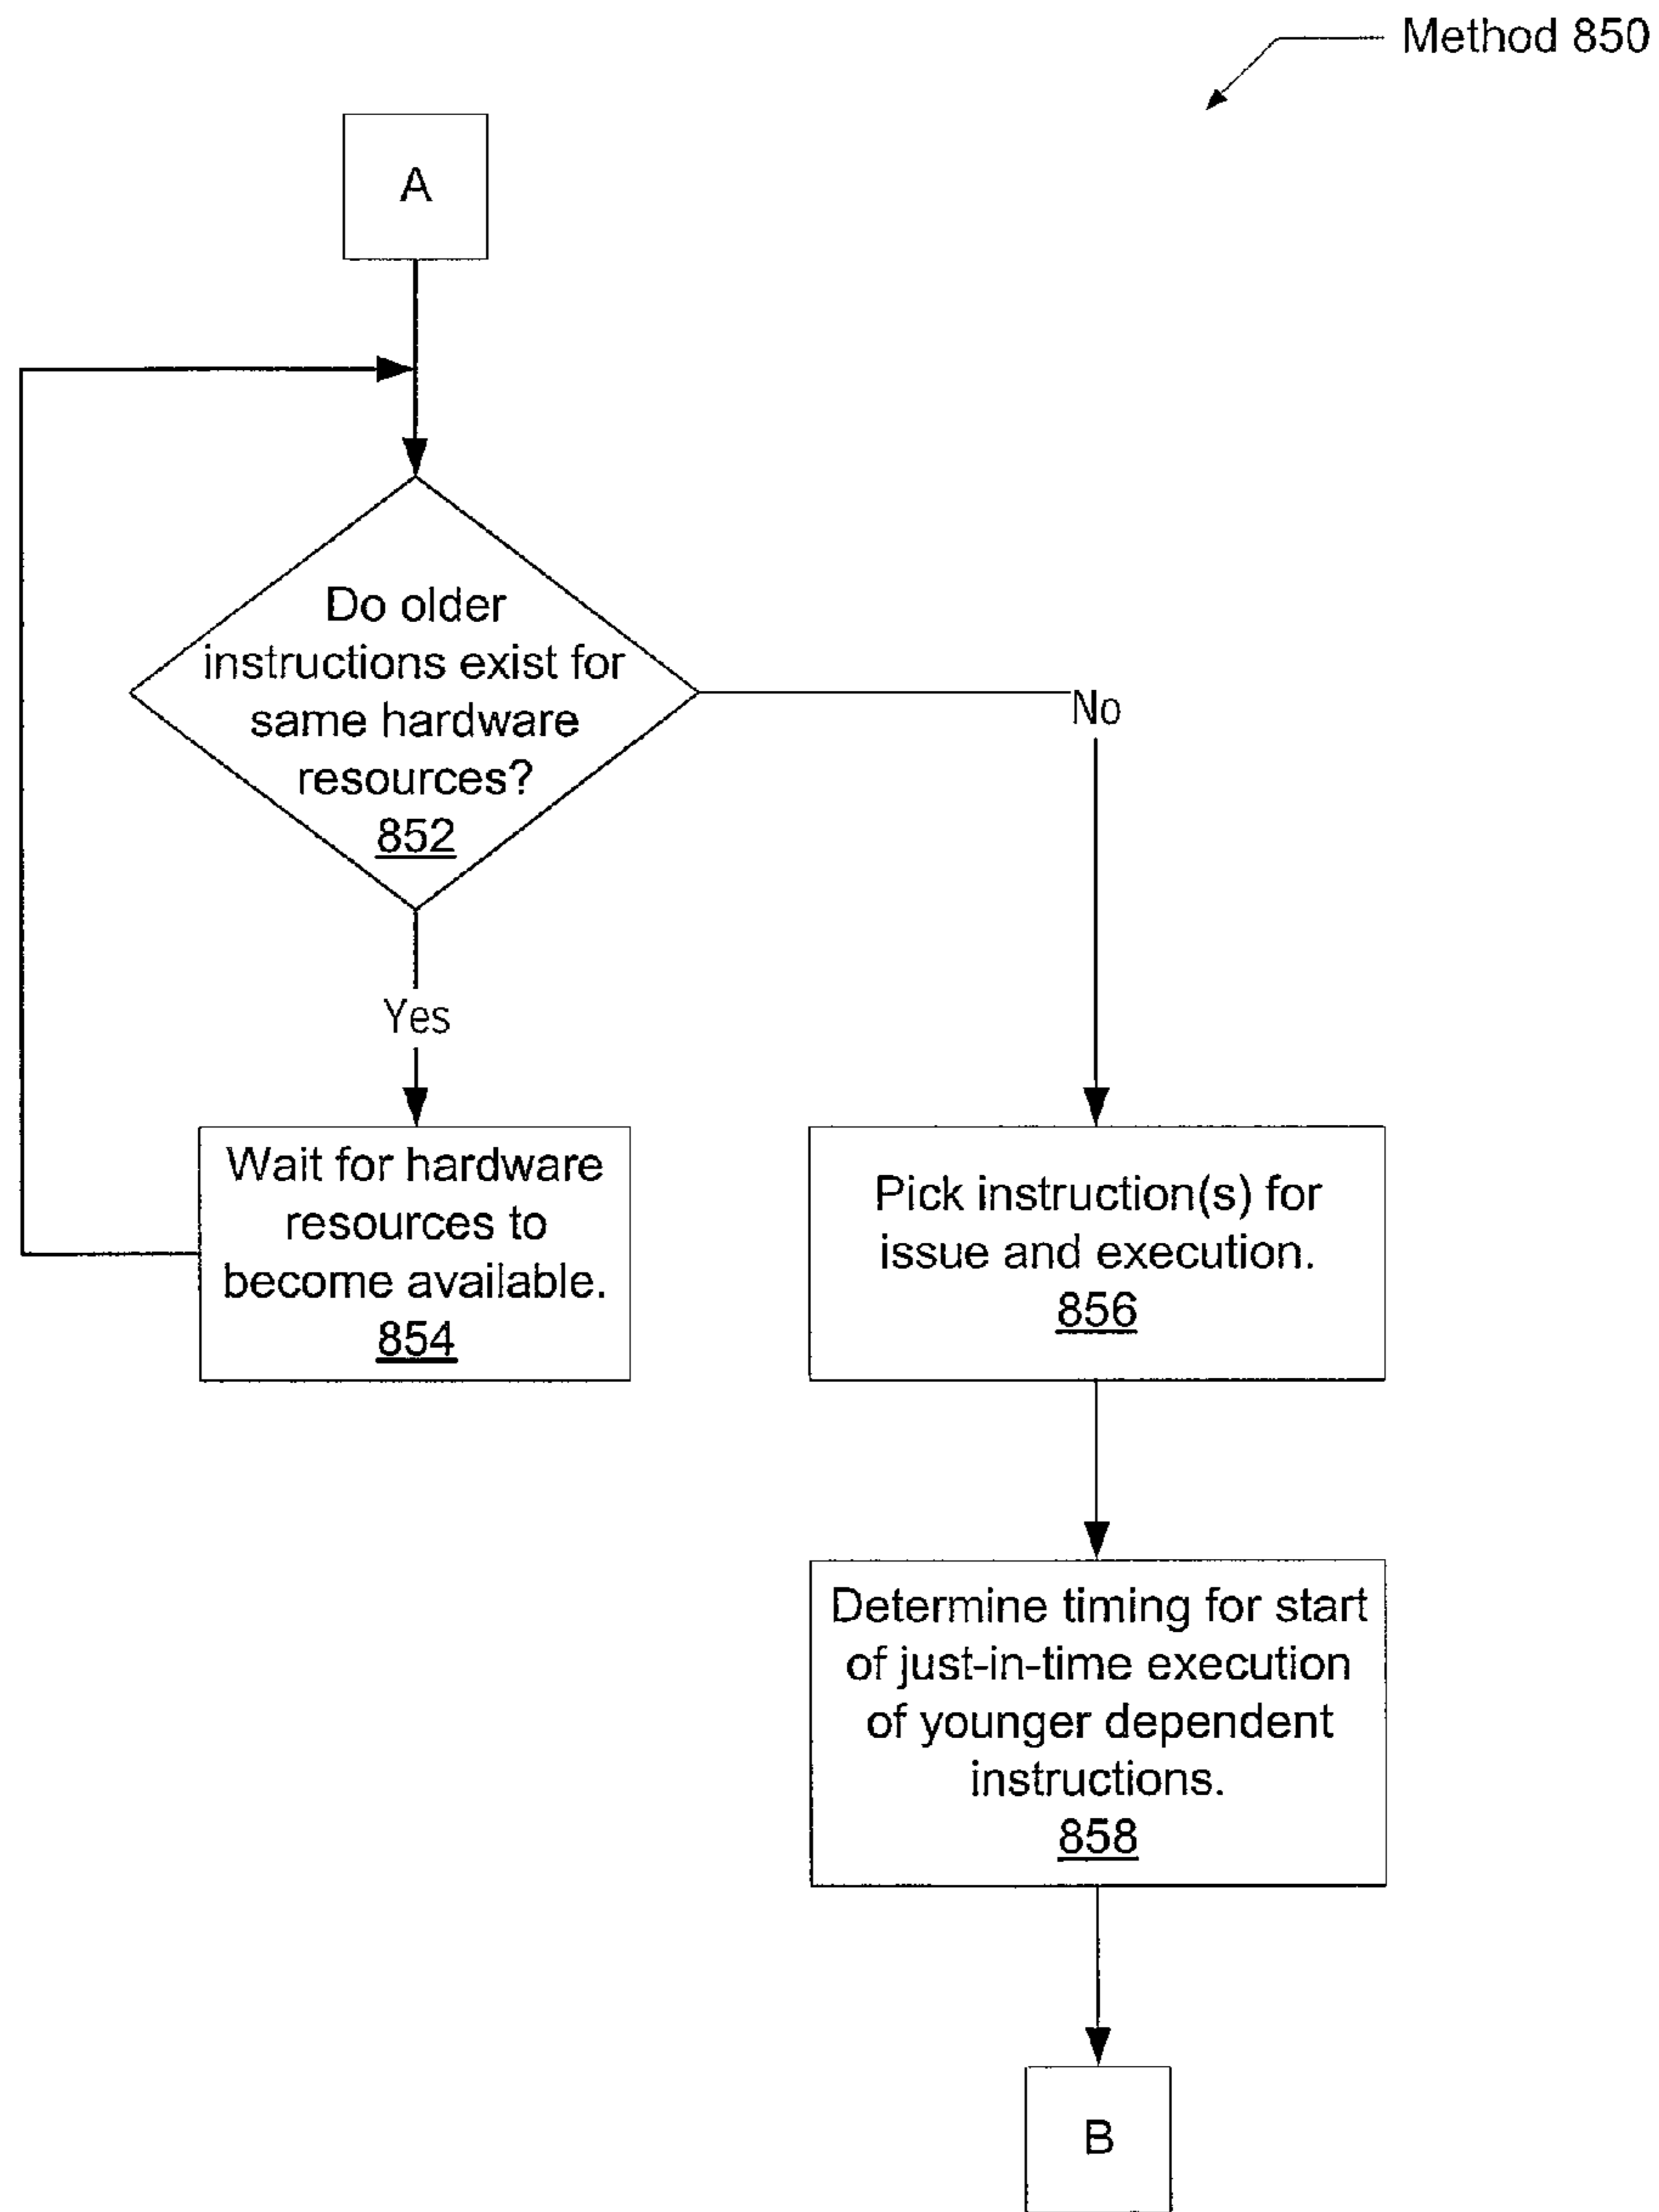 Method 850
A
Do older
instructions exist for
same hardware
resources?
852
No
Yes
Wait for hardware
resources to
become available.
854
Pick instruction(s) for
issue and execution.
856
Determine timing for start
of just-in-time execution
of younger dependent
instructions.
858
B